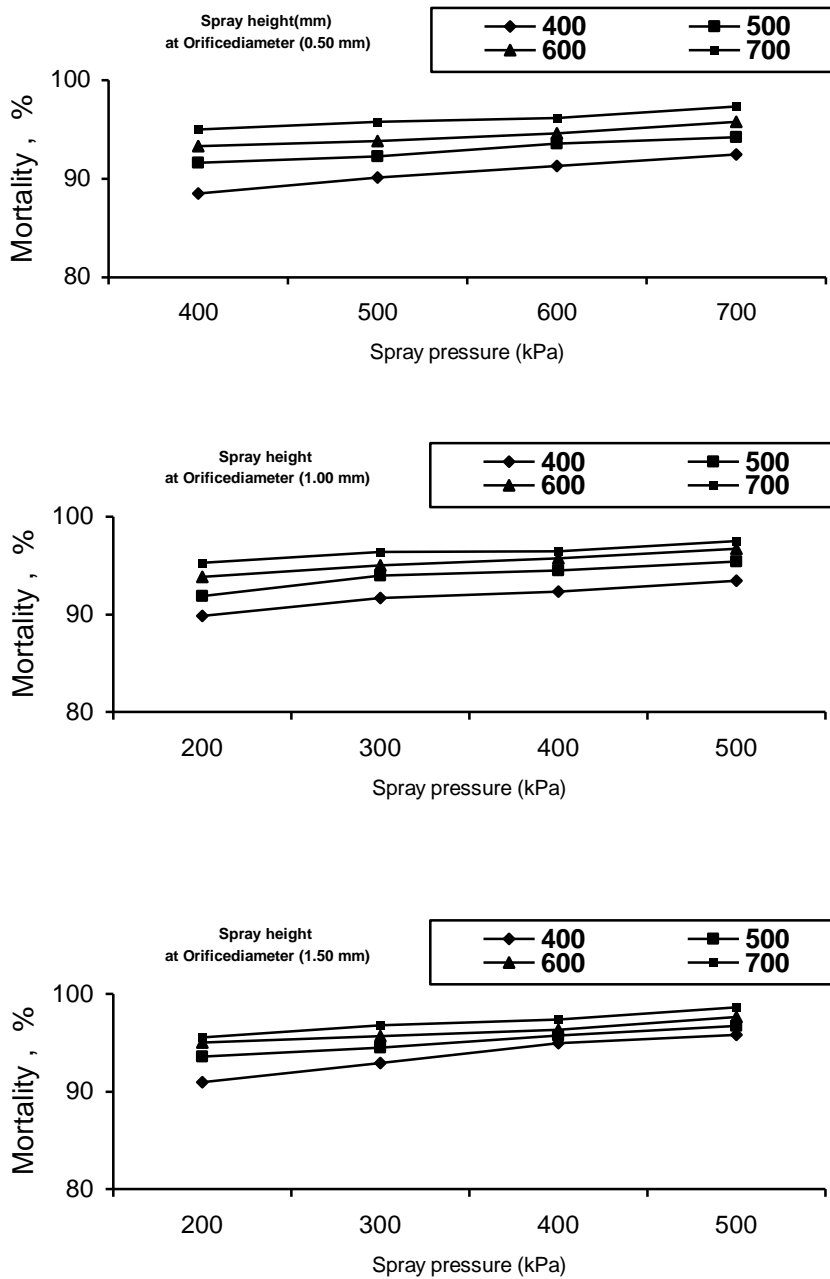 Spray height(mm)
at Orificediameter (0.50 mm)
400 500
600 700
100
90
80
Mortality , %
400 500 600 700
Spray pressure (kPa)
Spray height
at Orificediameter (1.00 mm)
400 500
600 700
100
90
80
Mortality , %
200 300 400 500
Spray pressure (kPa)
Spray height
at Orificediameter (1.50 mm)
400 500
600 700
100
90
80
Mortality , %
200 300 400 500
Spray pressure (kPa)